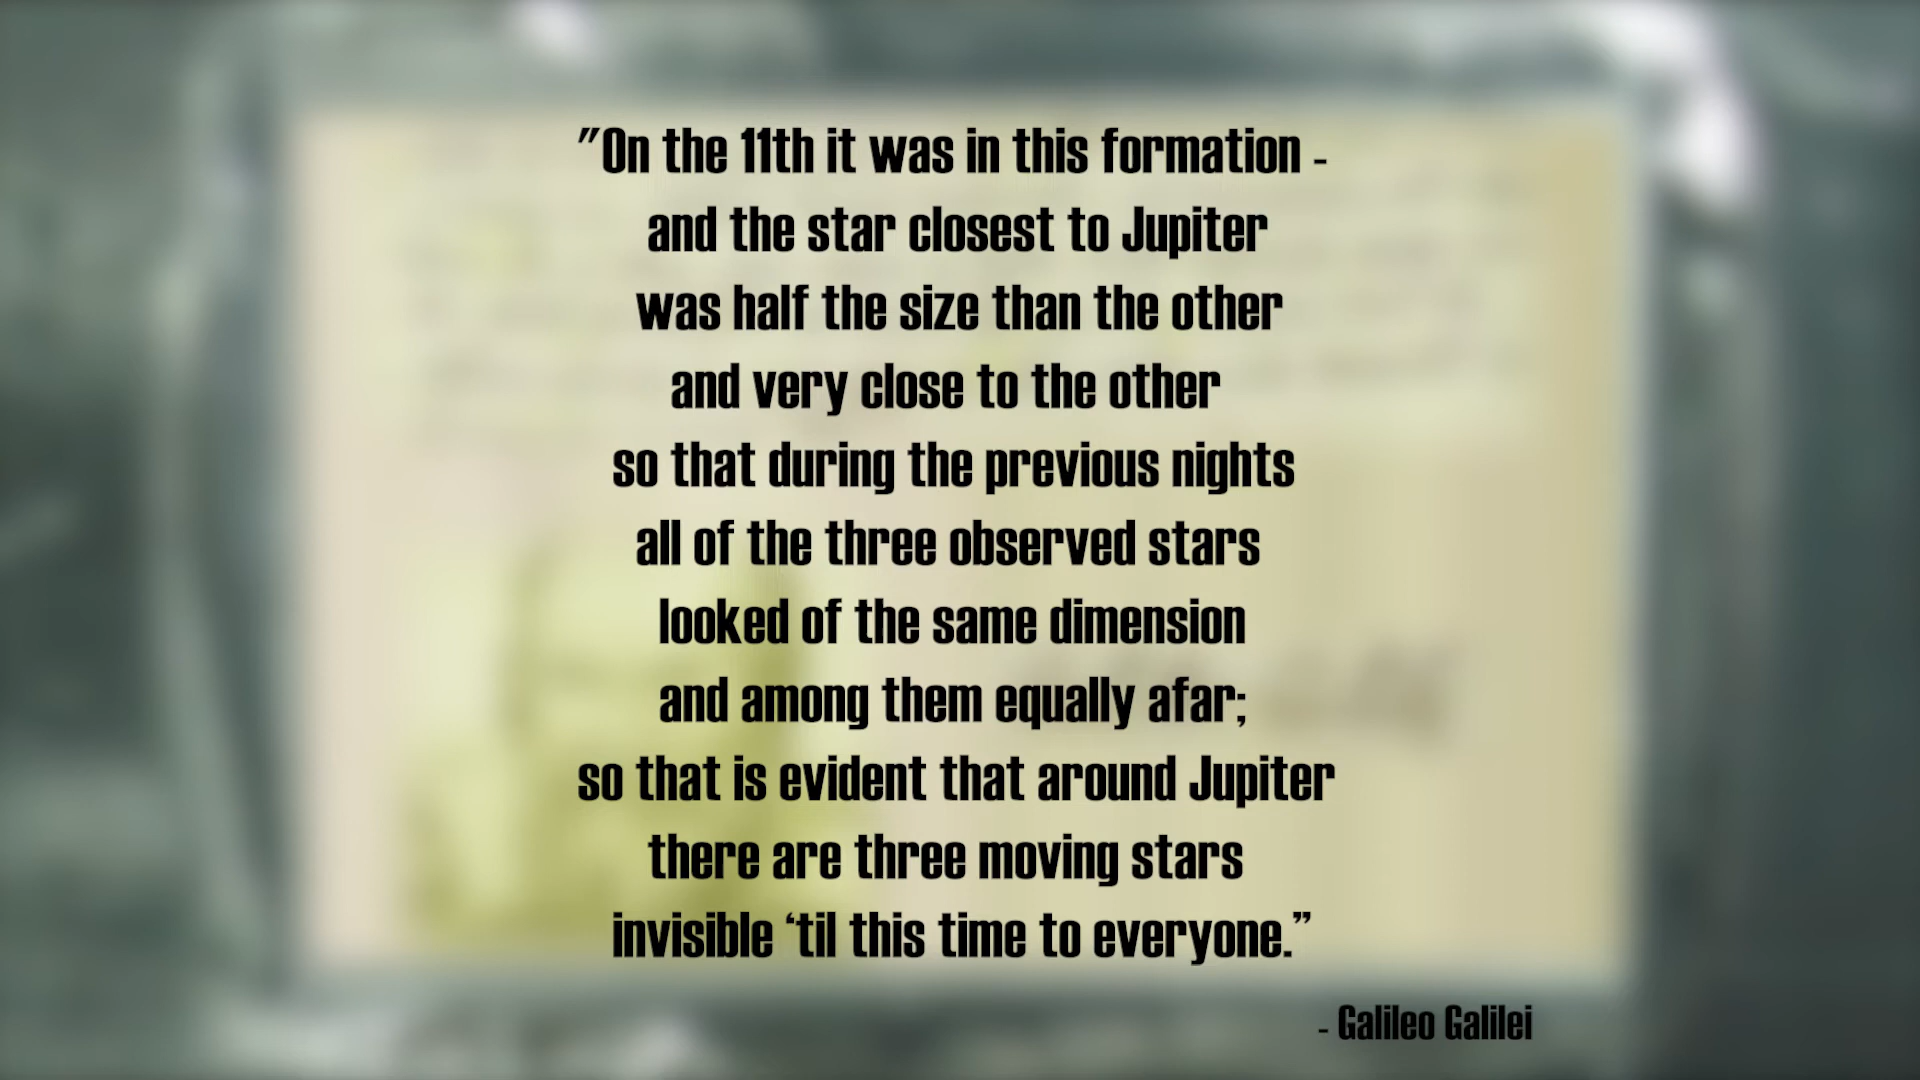 "On the 11th it was in this formation -
and the star closest to Jupiter
was half the size than the other
and very close to the other
so that during the previous nights
all of the three observed stars
looked of the same dimension
and among them equally afar;
so that is evident that around Jupiter
there are three moving stars
invisible ‘til this time to everyone.”
- Galileo Galilei